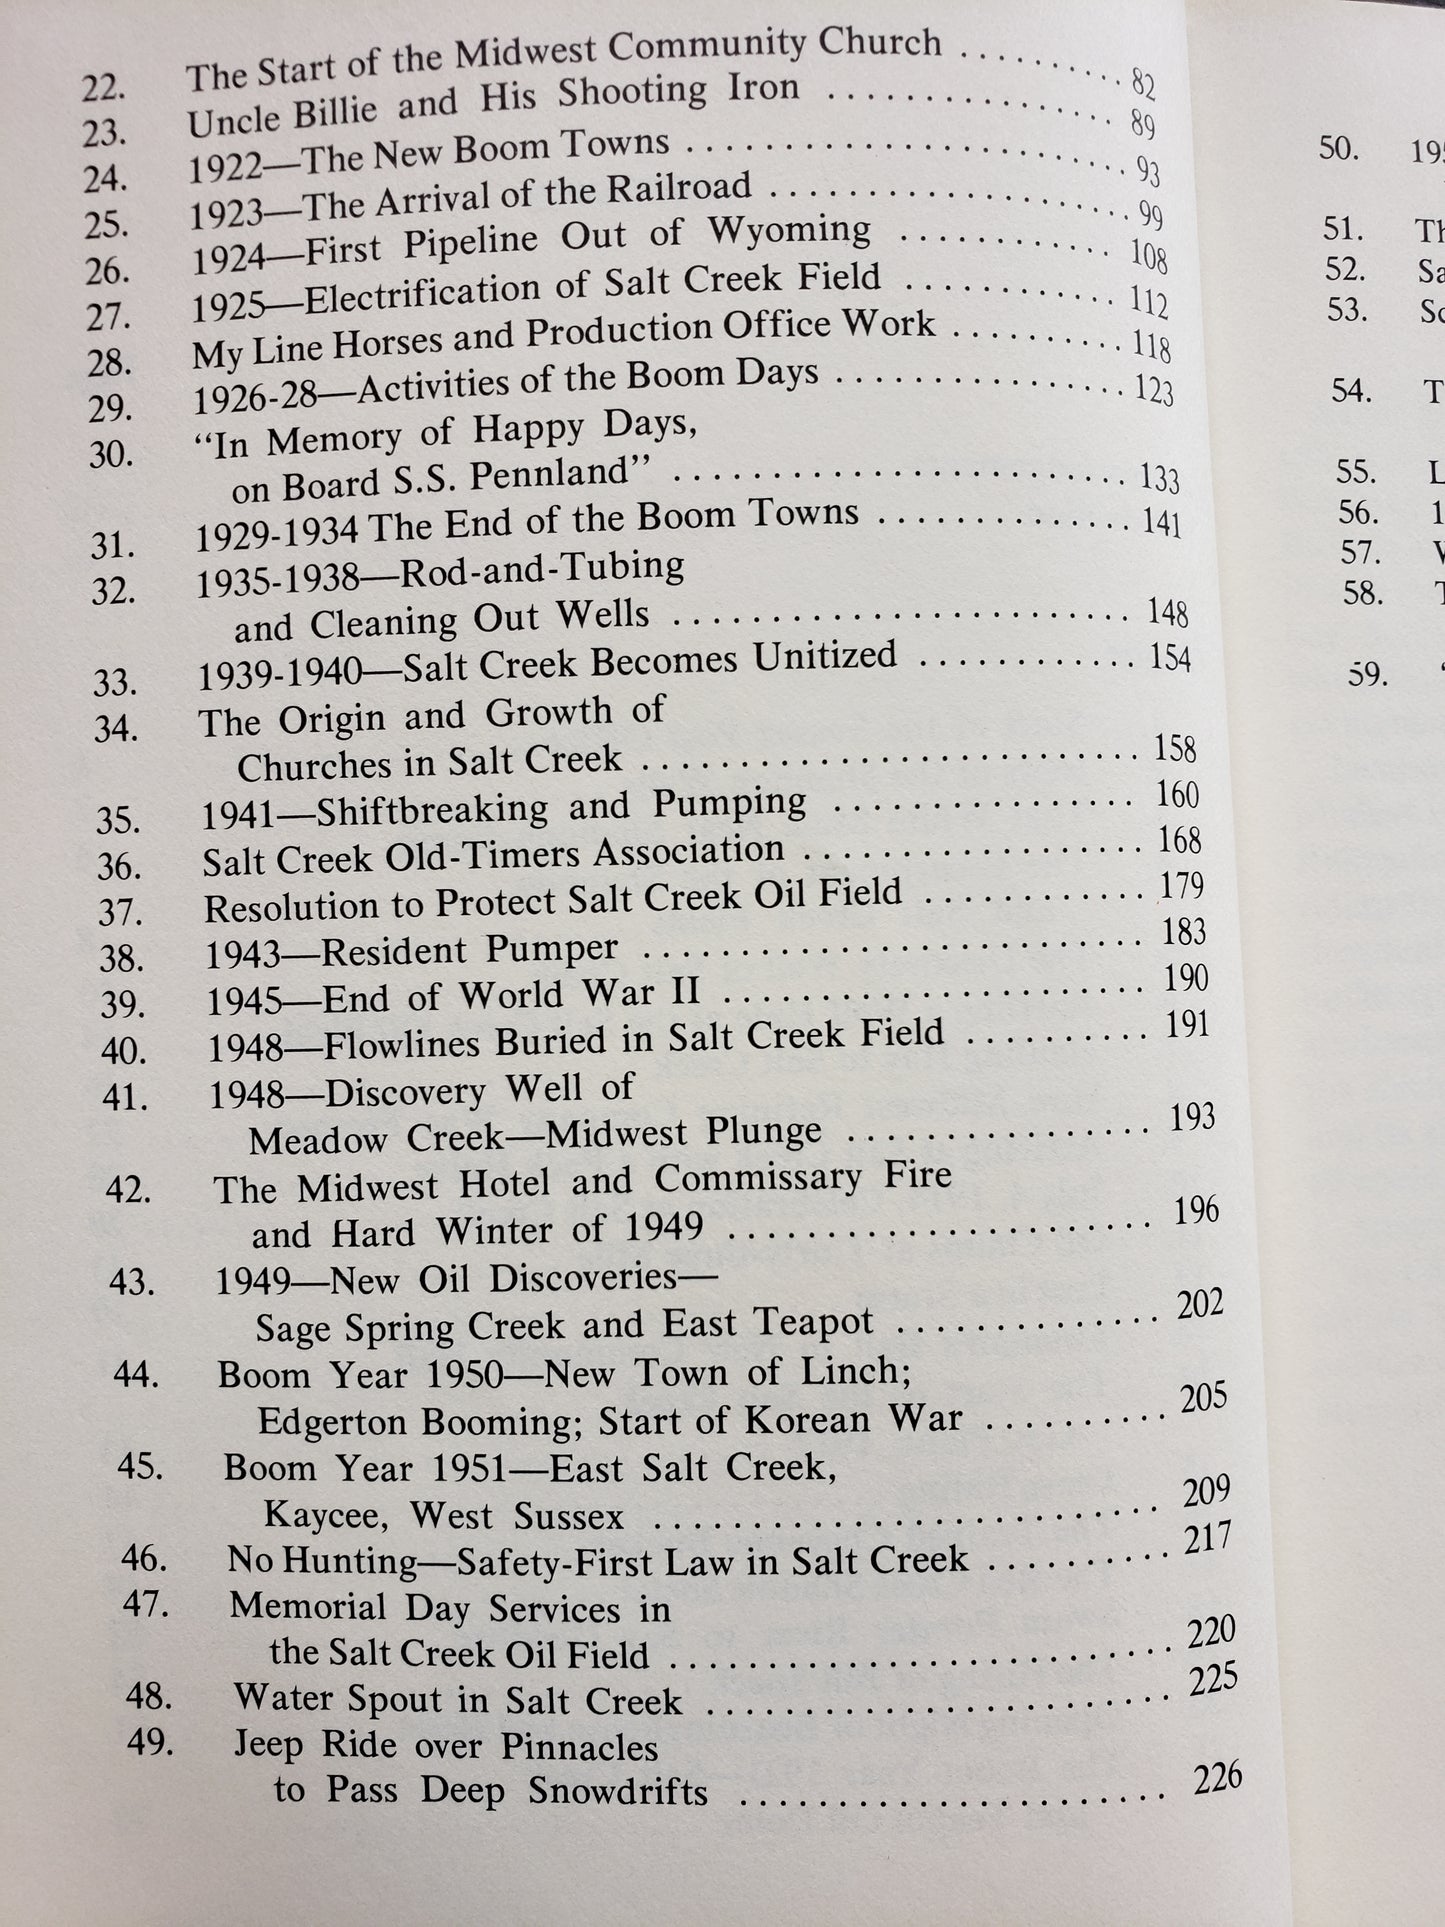 22. The Start of the Midwest Community Church .......... 82
23. Uncle Billie and His Shooting Iron ............... 89
24. 1922—The New Boom Towns ....................... 93
25. 1923—The Arrival of the Railroad ................... 99
26. 1924—First Pipeline Out of Wyoming ........... 108
27. 1925—Electrification of Salt Creek Field ........... 112
28. My Line Horses and Production Office Work ......... 118
29. 1926-28—Activities of the Boom Days ............... 123
30. “In Memory of Happy Days,
on Board S.S. Pennland” ....................... 133
31. 1929-1934 The End of the Boom Towns ............. 141
32. 1935-1938—Rod-and-Tubing
and Cleaning Out Wells ....................... 148
33. 1939-1940—Salt Creek Becomes Unitized ........... 154
34. The Origin and Growth of
Churches in Salt Creek ......................... 158
35. 1941—Shiftbreaking and Pumping ............... 160
36. Salt Creek Old-Timers Association ................. 168
37. Resolution to Protect Salt Creek Oil Field ........... 179
38. 1943—Resident Pumper ......................... 183
39. 1945—End of World War II ..................... 190
40. 1948—Flowlines Buried in Salt Creek Field .......... 191
41. 1948—Discovery Well of
Meadow Creek—Midwest Plunge ................ 193
42. The Midwest Hotel and Commissary Fire
and Hard Winter of 1949 ...................... 196
43. 1949—New Oil Discoveries—
Sage Spring Creek and East Teapot .............. 202
44. Boom Year 1950—New Town of Linch;
Edgerton Booming; Start of Korean War .......... 205
45. Boom Year 1951—East Salt Creek,
Kaycee, West Sussex .......................... 209
46. No Hunting—Safety-First Law in Salt Creek .......... 217
47. Memorial Day Services in
the Salt Creek Oil Field .......................... 220
48. Water Spout in Salt Creek ........................ 225
49. Jeep Ride over Pinnacles
to Pass Deep Snowdrifts ...................... 226
50.
51.
52.
53.
54.
55.
56.
57.
58.
59.